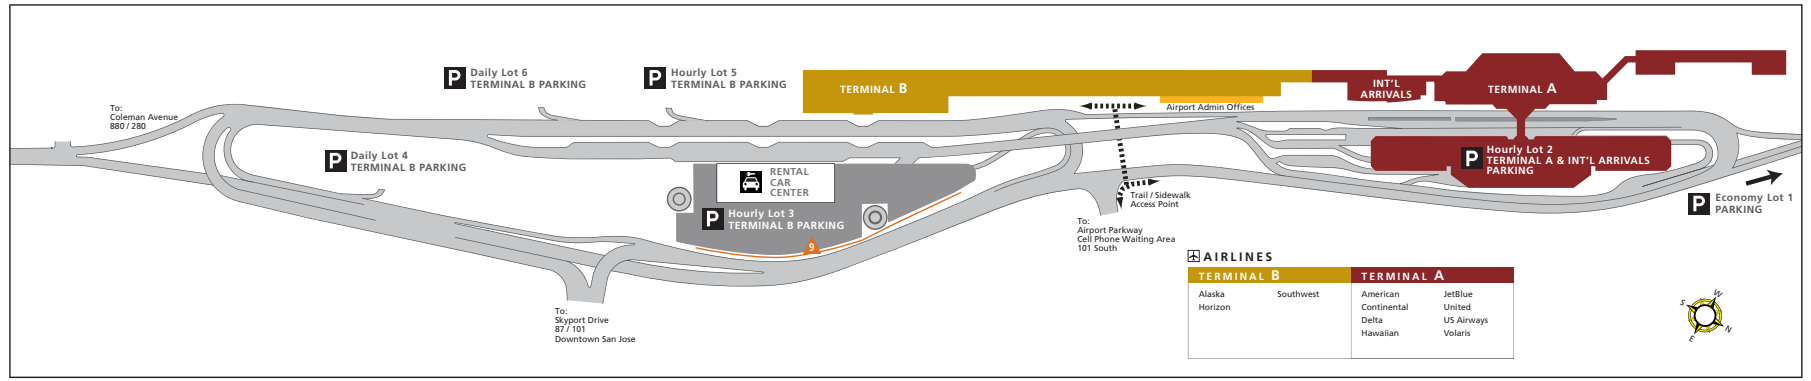 To:
Coleman Avenue
880 / 280
P Daily Lot 6
TERMINAL B PARKING
P Hourly Lot 5
TERMINAL B PARKING
TERMINAL B
Airport Admin Offices
INT'L
ARRIVALS
TERMINAL A
P Daily Lot 4
TERMINAL B PARKING
RENTAL
CAR
CENTER
P Hourly Lot 3
TERMINAL B PARKING
9
P Hourly Lot 2
TERMINAL A & INT'L ARRIVALS
PARKING
Trail / Sidewalk
Access Point
P Economy Lot 1
PARKING
To:
Airport Parkway
Cell Phone Waiting Area
101 South
To:
Skyport Drive
87 / 101
Downtown San Jose
AIRLINES
TERMINAL B
Alaska
Horizon
Southwest
TERMINAL A
American
Continental
Delta
Hawaiian
JetBlue
United
US Airways
Volaris
S
W
N
E